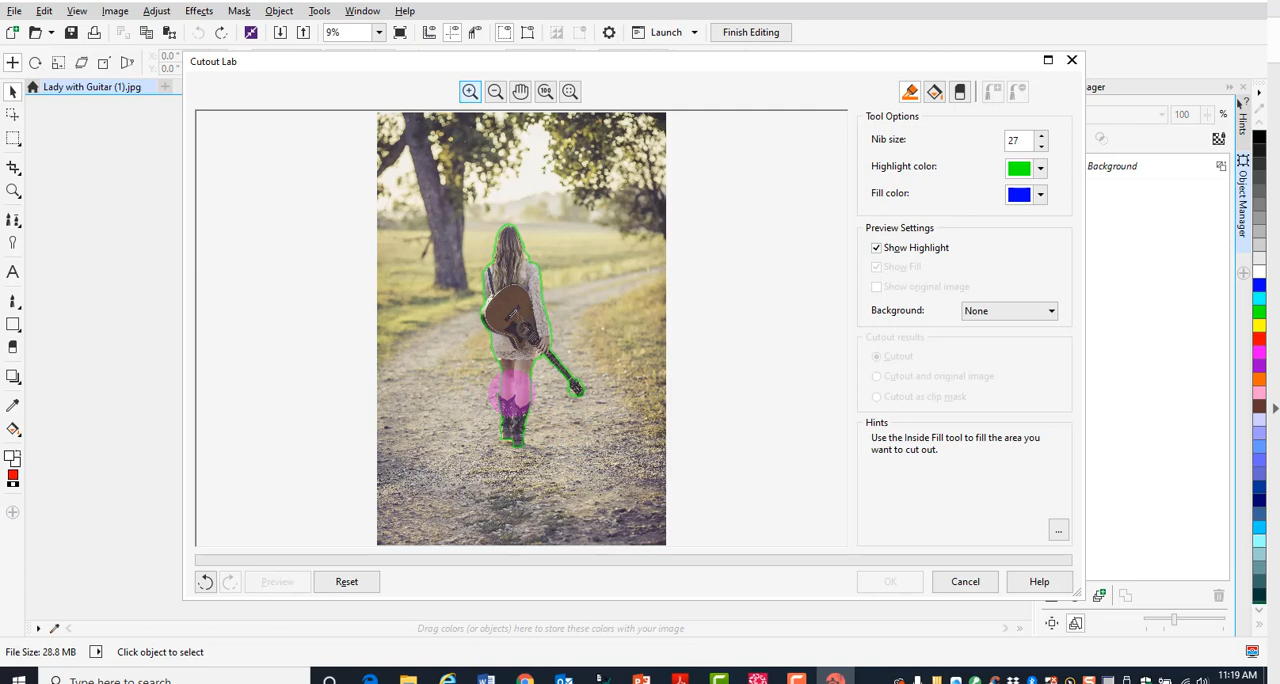 File Edit View Image Adjust Effects Mask Object Tools Window Help
9% Launch Finish Editing
X: 0.0 "
Y: 0.0 "
Cutout Lab
Lady with Guitar (1).jpg
ager
100 %
Hints
Object Manager
Background
Tool Options
Nib size: 27
Highlight color:
Fill color:
Preview Settings
Show Highlight
Show Fill
Show original image
Background: None
Cutout results
Cutout
Cutout and original image
Cutout as clip mask
Hints
Use the Inside Fill tool to fill the area you
want to cut out.
...
Preview Reset OK Cancel Help
Drag colors (or objects) here to store these colors with your image
File Size: 28.8 MB Click object to select
Type here to search
11:19 AM